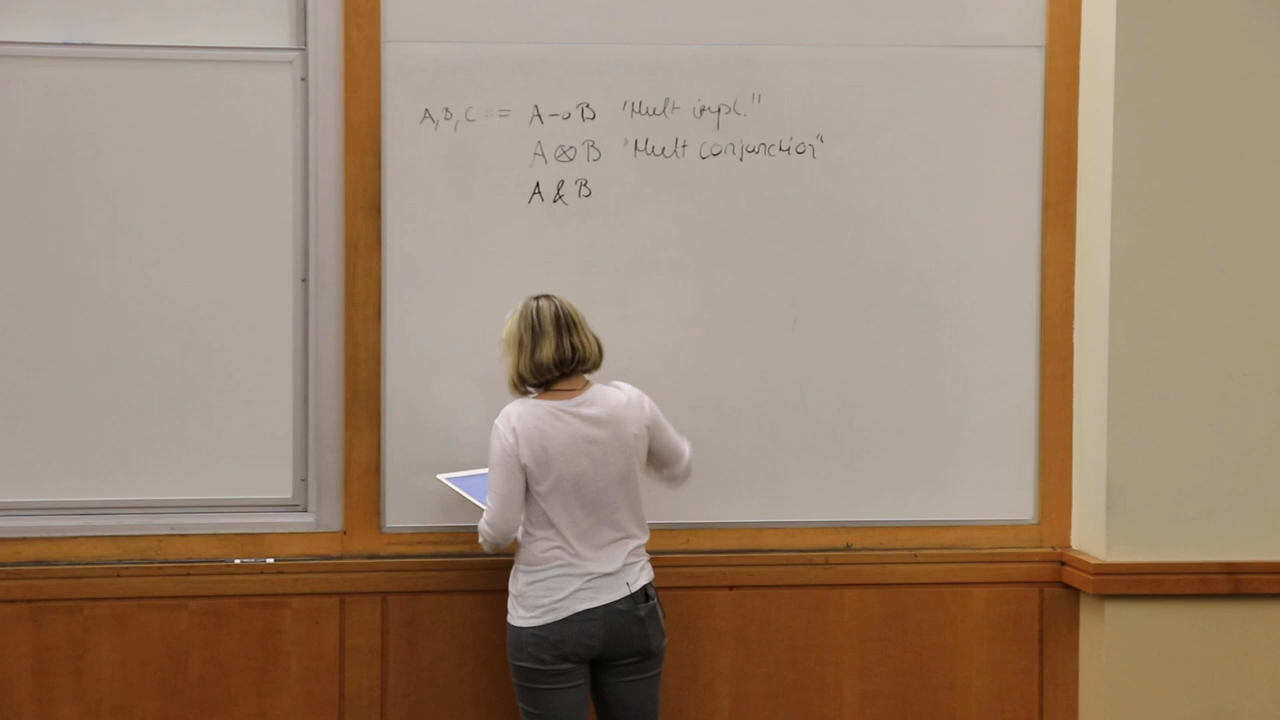 A, B, C ::= A ⊸ B "Mult impl."
A ⊗ B "Mult conjunction"
A & B